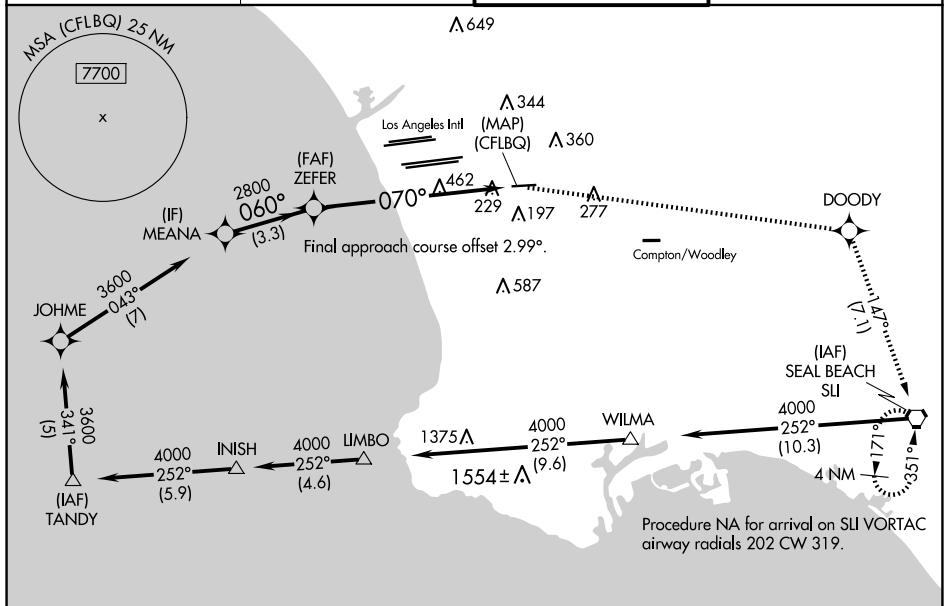 MSA (CFLBQ) 25 NM
7700
x
649
344
Los Angeles Intl
(MAP)
(CFLBQ)
360
(FAF)
ZEFER
2800
060°
(3.3)
070°
462
229
197
277
DOODY
(IF)
MEANA
Final approach course offset 2.99°.
Compton/Woodley
587
3600
043°
(7)
JOHME
147°
(7.1)
(IAF)
SEAL BEACH
SLI
3600
341°
(5)
4000
252°
(5.9)
INISH
4000
252°
(4.6)
LIMBO
1375
4000
252°
(9.6)
1554±
WILMA
4000
252°
(10.3)
171°
351°
4 NM
(IAF)
TANDY
Procedure NA for arrival on SLI VORTAC
airway radials 202 CW 319.